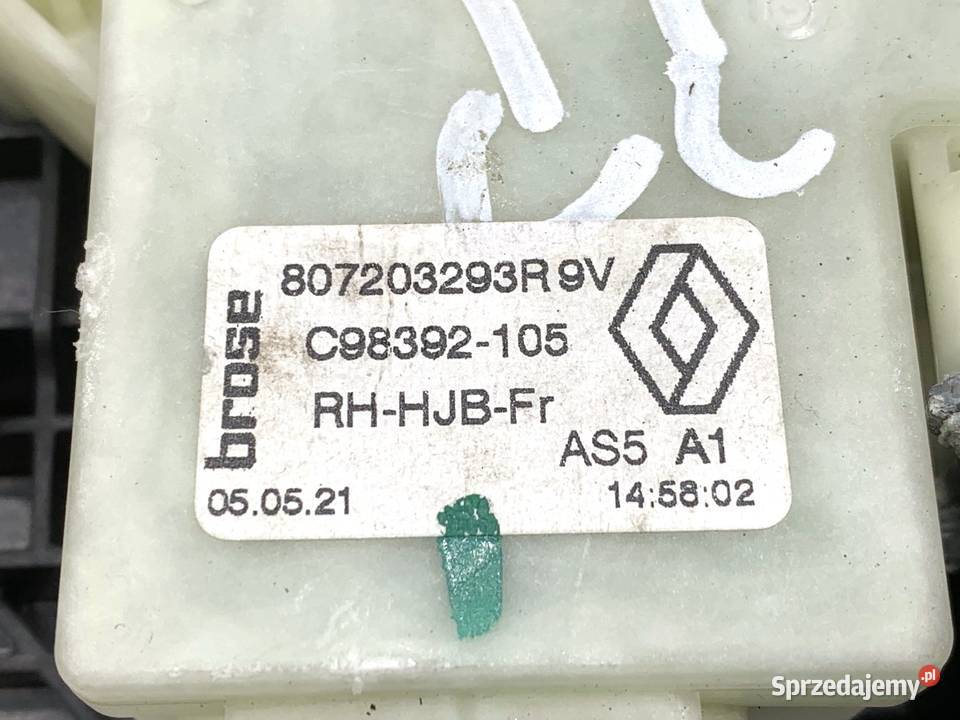 807203293R 9V
C98392-105
RH-HJB-Fr
brose
AS5 A1
05.05.21 14:58:02
Sprzedajemy.pl